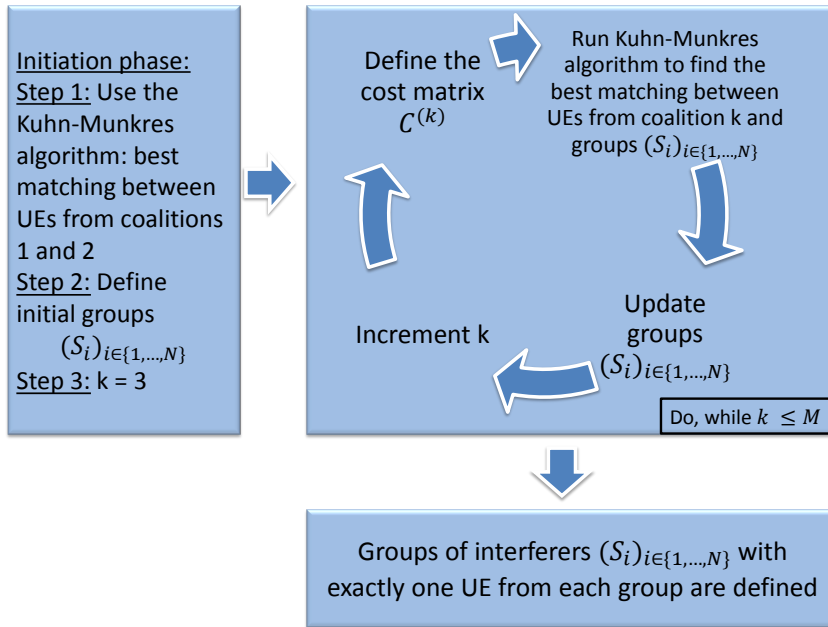 Initiation phase:
Step 1: Use the
Kuhn-Munkres
algorithm: best
matching between
UEs from coalitions
1 and 2
Step 2: Define
initial groups
(S_i)_{i∈{1,…,N}}
Step 3: k = 3
Define the
cost matrix
C^{(k)}
Run Kuhn-Munkres
algorithm to find the
best matching between
UEs from coalition k and
groups (S_i)_{i∈{1,…,N}}
Update
groups
(S_i)_{i∈{1,…,N}}
Increment k
Do, while k ≤ M
Groups of interferers (S_i)_{i∈{1,…,N}} with
exactly one UE from each group are defined